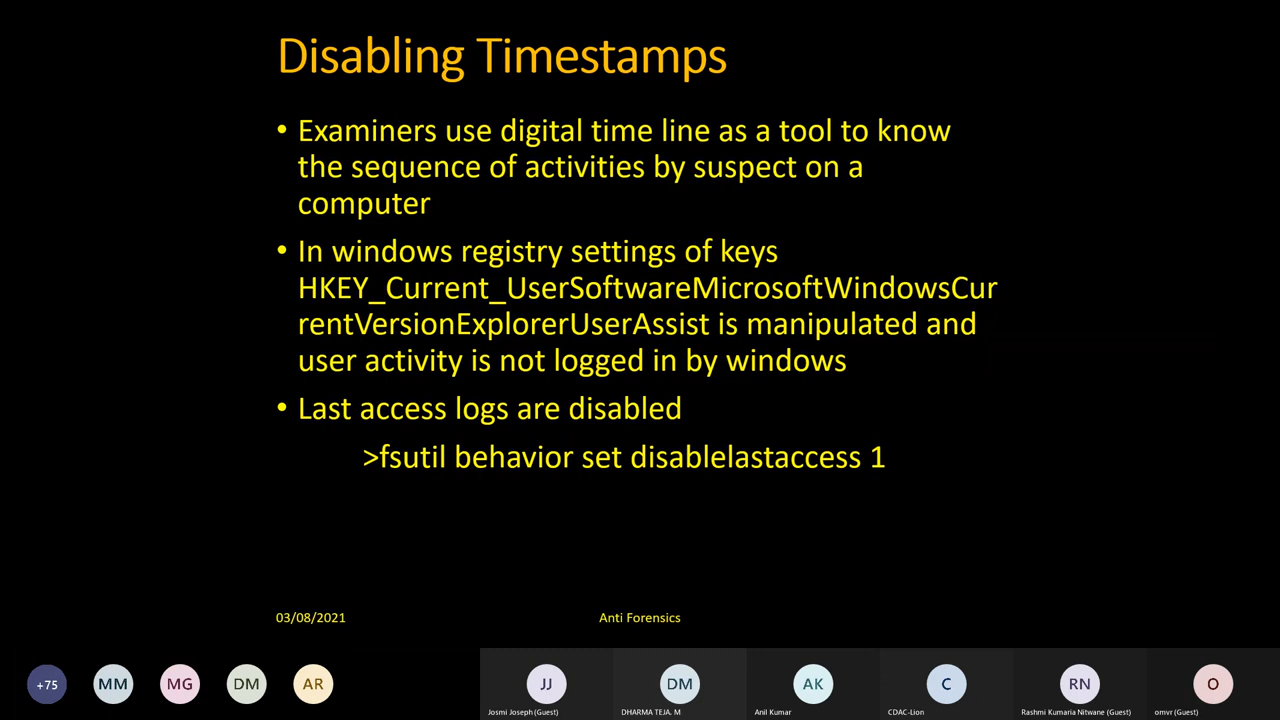 Disabling Timestamps
• Examiners use digital time line as a tool to know
the sequence of activities by suspect on a
computer
• In windows registry settings of keys
HKEY_Current_UserSoftwareMicrosoftWindowsCur
rentVersionExplorerUserAssist is manipulated and
user activity is not logged in by windows
• Last access logs are disabled
>fsutil behavior set disablelastaccess 1
03/08/2021
Anti Forensics
+75
MM
MG
DM
AR
JJ
DM
AK
C
RN
O
Josmi Joseph (Guest)
DHARMA TEJA. M
Anil Kumar
CDAC-Lion
Rashmi Kumaria Nitwane (Guest)
omvr (Guest)